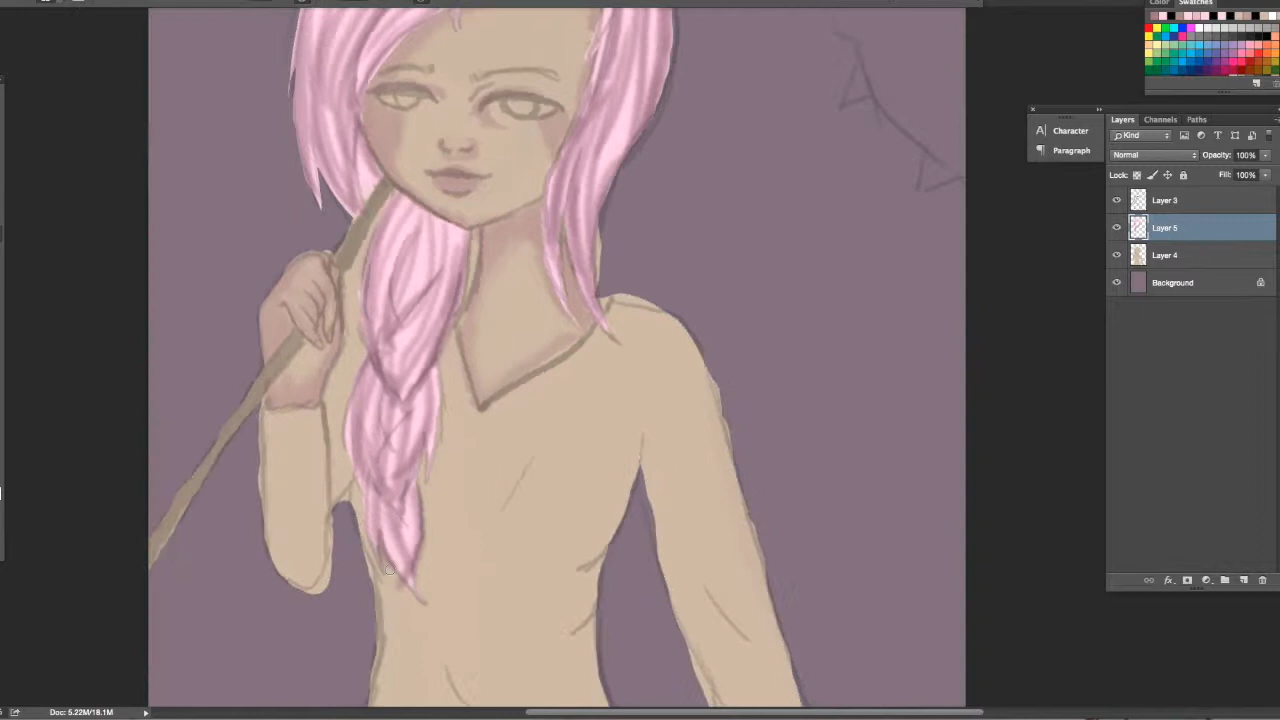 Color Swatches
Character
Paragraph
Layers Channels Paths
Kind
Normal Opacity: 100%
Lock: Fill: 100%
Layer 3
Layer 5
Layer 4
Background
fx
Doc: 5.22M/18.1M